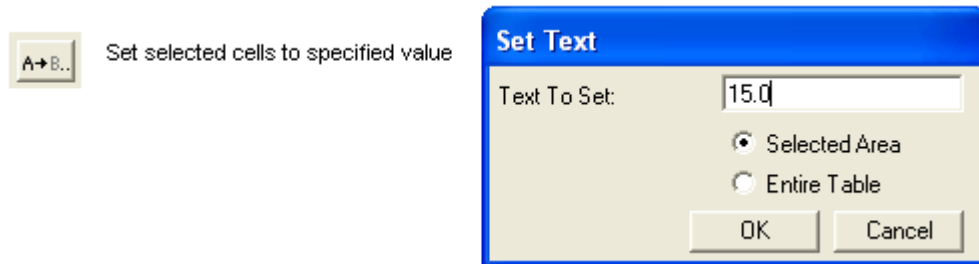 A→B..
Set selected cells to specified value
Set Text
Text To Set:
15.0
Selected Area
Entire Table
OK
Cancel